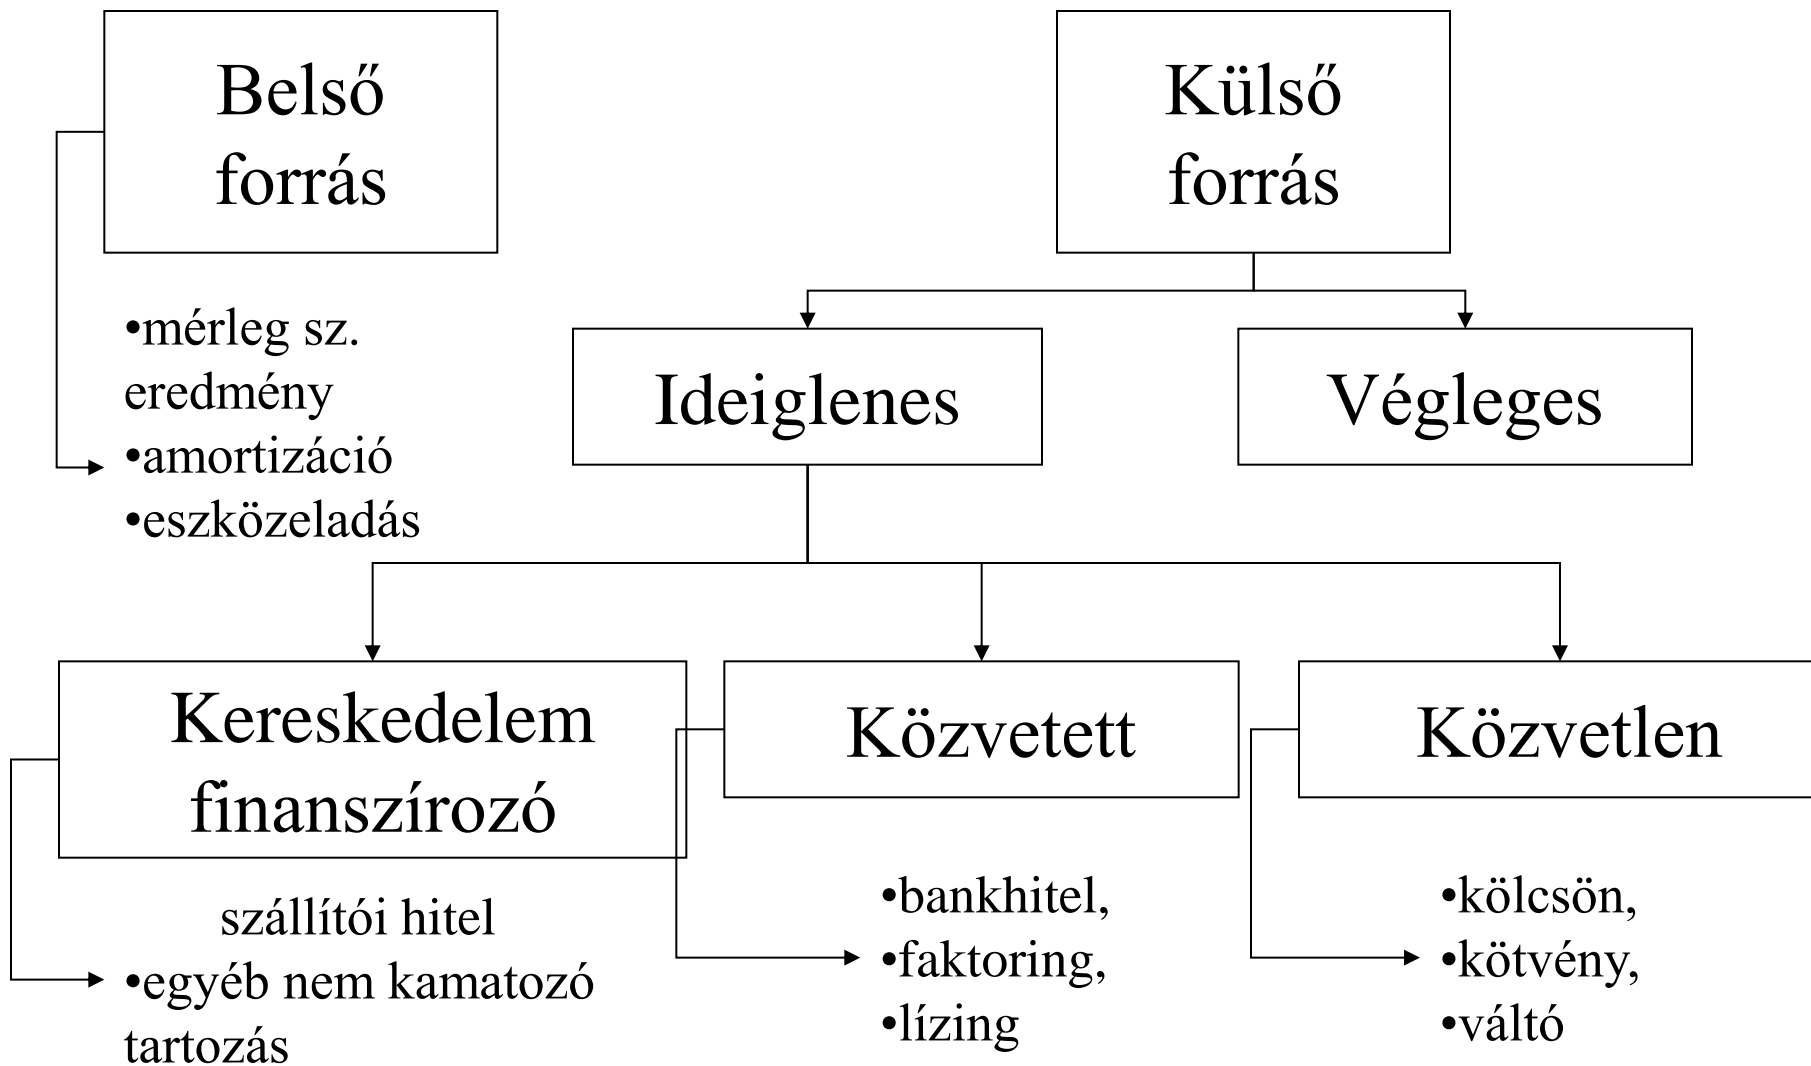 Belső
forrás
Külső
forrás
•mérleg sz.
eredmény
•amortizáció
•eszközeladás
Ideiglenes
Végleges
Kereskedelem
finanszírozó
Közvetett
Közvetlen
szállítói hitel
•egyéb nem kamatozó
tartozás
•bankhitel,
•faktoring,
•lízing
•kölcsön,
•kötvény,
•váltó